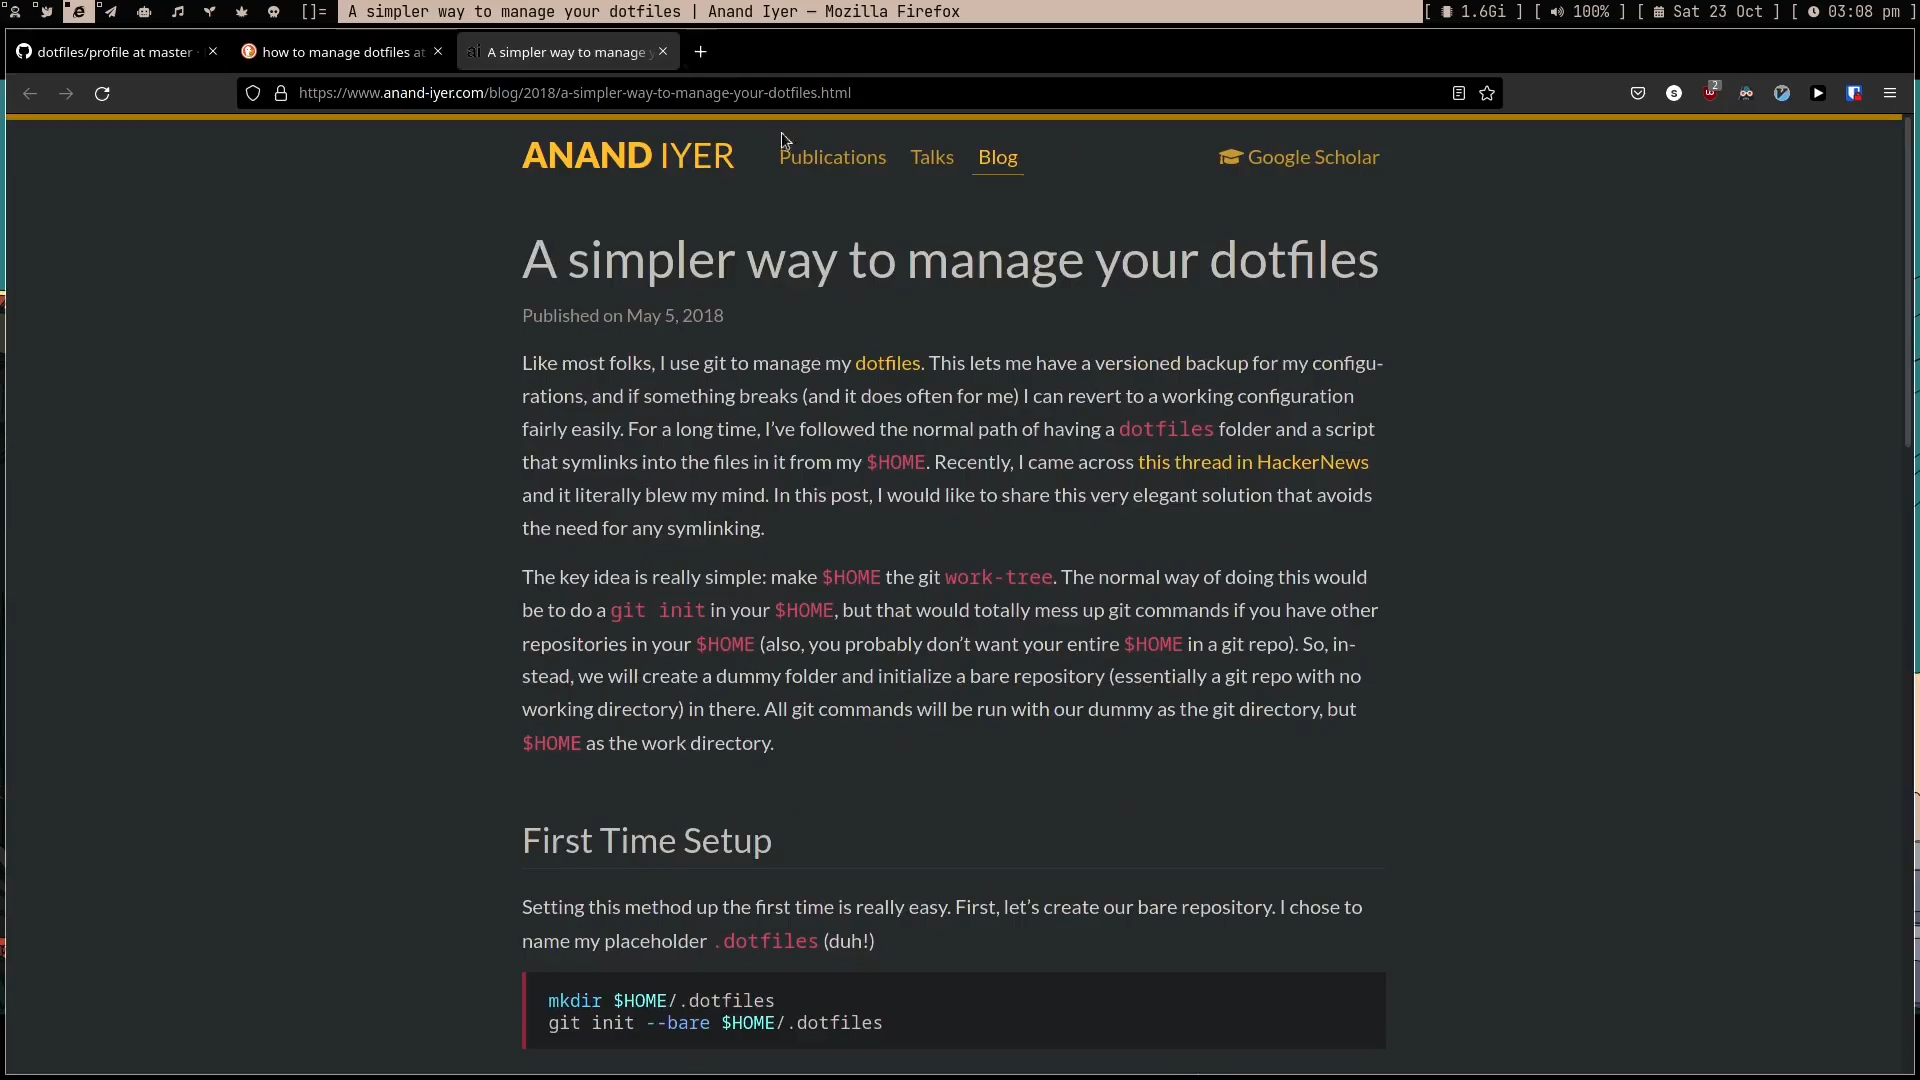 []= A simpler way to manage your dotfiles | Anand Iyer — Mozilla Firefox [ 1.6Gi ] [ 100% ] [ Sat 23 Oct ] [ 03:08 pm ]
dotfiles/profile at master · how to manage dotfiles at A simpler way to manage y
https://www.anand-iyer.com/blog/2018/a-simpler-way-to-manage-your-dotfiles.html S 2
ANAND IYER Publications Talks Blog Google Scholar
A simpler way to manage your dotfiles
Published on May 5, 2018
Like most folks, I use git to manage my dotfiles. This lets me have a versioned backup for my configu-
rations, and if something breaks (and it does often for me) I can revert to a working configuration
fairly easily. For a long time, I’ve followed the normal path of having a dotfiles folder and a script
that symlinks into the files in it from my $HOME. Recently, I came across this thread in HackerNews
and it literally blew my mind. In this post, I would like to share this very elegant solution that avoids
the need for any symlinking.
The key idea is really simple: make $HOME the git work-tree. The normal way of doing this would
be to do a git init in your $HOME, but that would totally mess up git commands if you have other
repositories in your $HOME (also, you probably don’t want your entire $HOME in a git repo). So, in-
stead, we will create a dummy folder and initialize a bare repository (essentially a git repo with no
working directory) in there. All git commands will be run with our dummy as the git directory, but
$HOME as the work directory.
First Time Setup
Setting this method up the first time is really easy. First, let’s create our bare repository. I chose to
name my placeholder .dotfiles (duh!)
mkdir $HOME/.dotfiles
git init --bare $HOME/.dotfiles